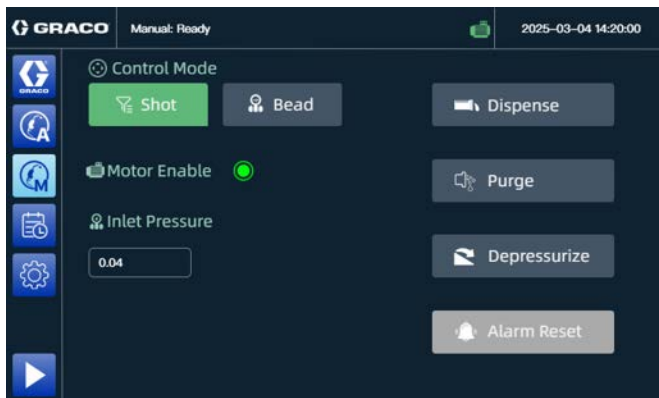 GRACO Manual: Ready 2025-03-04 14:20:00
GRACO
Control Mode
Shot Bead Dispense
A
Motor Enable
M
Purge
Inlet Pressure
0.04
Depressurize
Alarm Reset